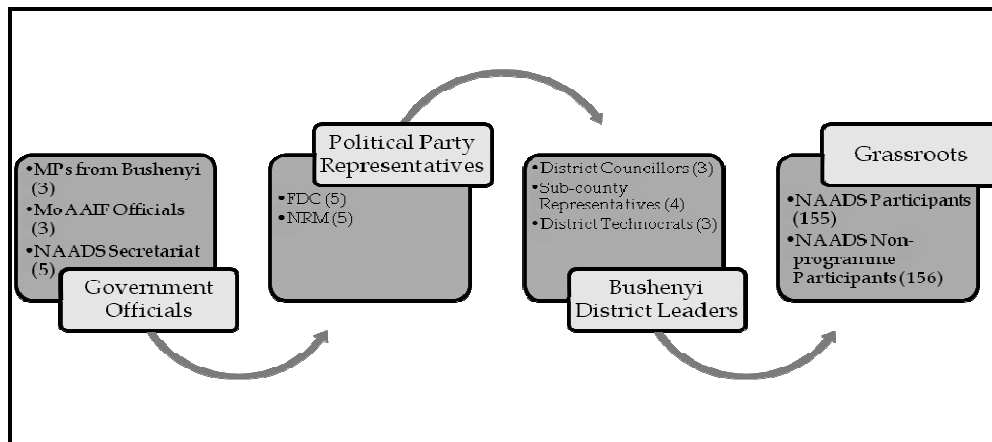 •MPs from Bushenyi
(3)
•MoAAIF Officials
(3)
•NAADS Secretariat
(5)
Government
Officials
Political Party
Representatives
•FDC (5)
•NRM (5)
•District Councillors (3)
•Sub-county
Representatives (4)
•District Technocrats (3)
Bushenyi
District Leaders
Grassroots
•NAADS Participants
(155)
•NAADS Non-
programme
Participants (156)